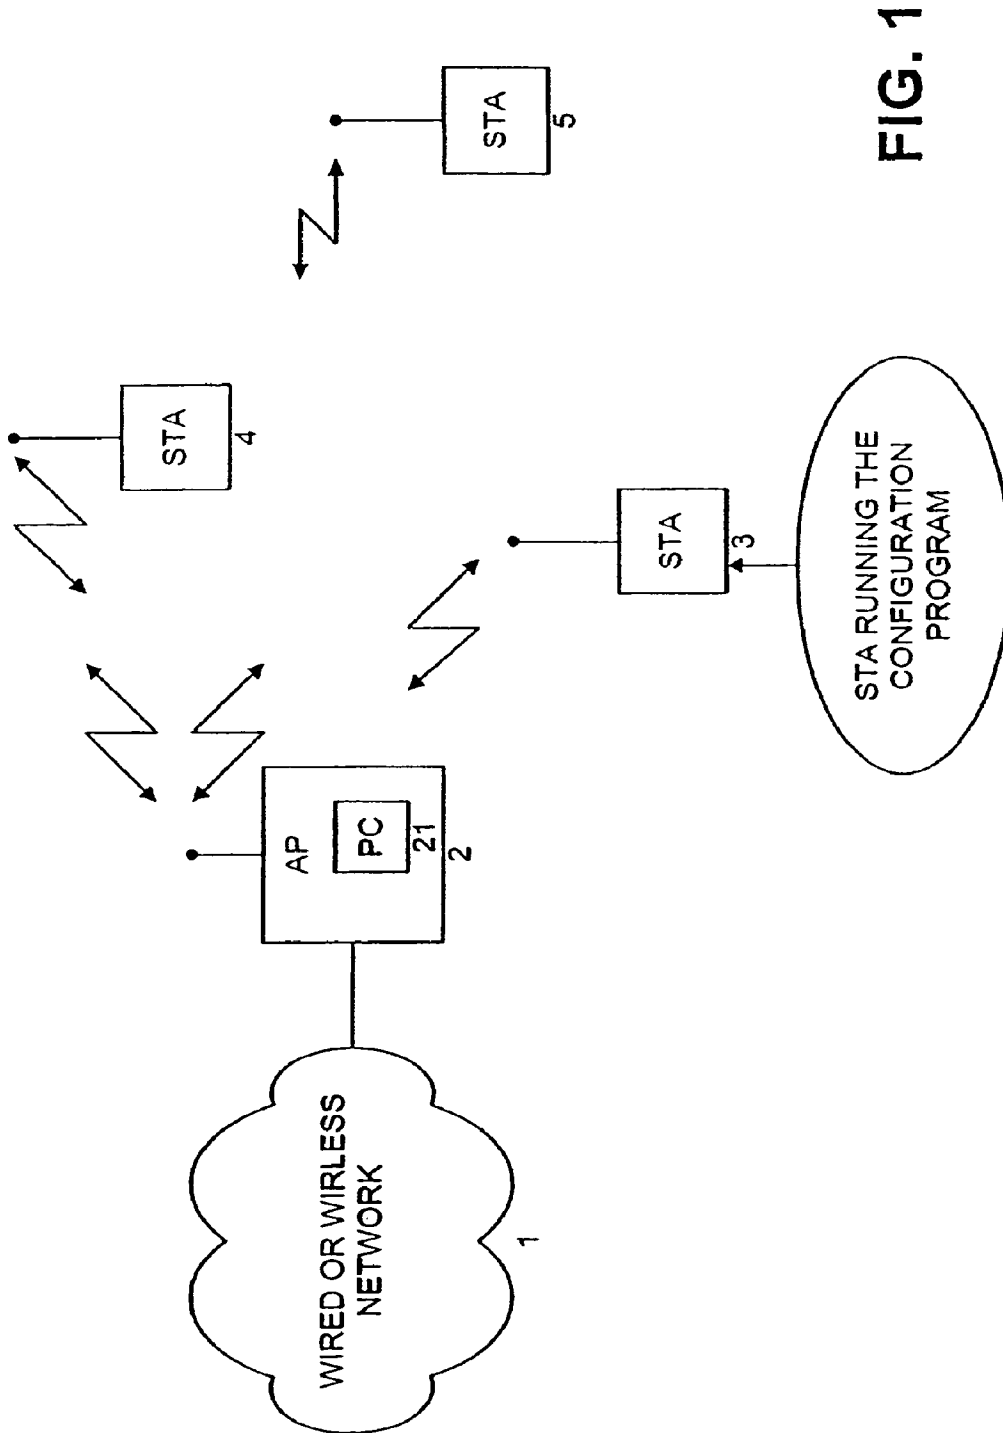 WIRED OR WIRLESS
NETWORK
1
AP
PC
21
2
STA
4
STA
3
STA RUNNING THE
CONFIGURATION
PROGRAM
STA
5
FIG. 1